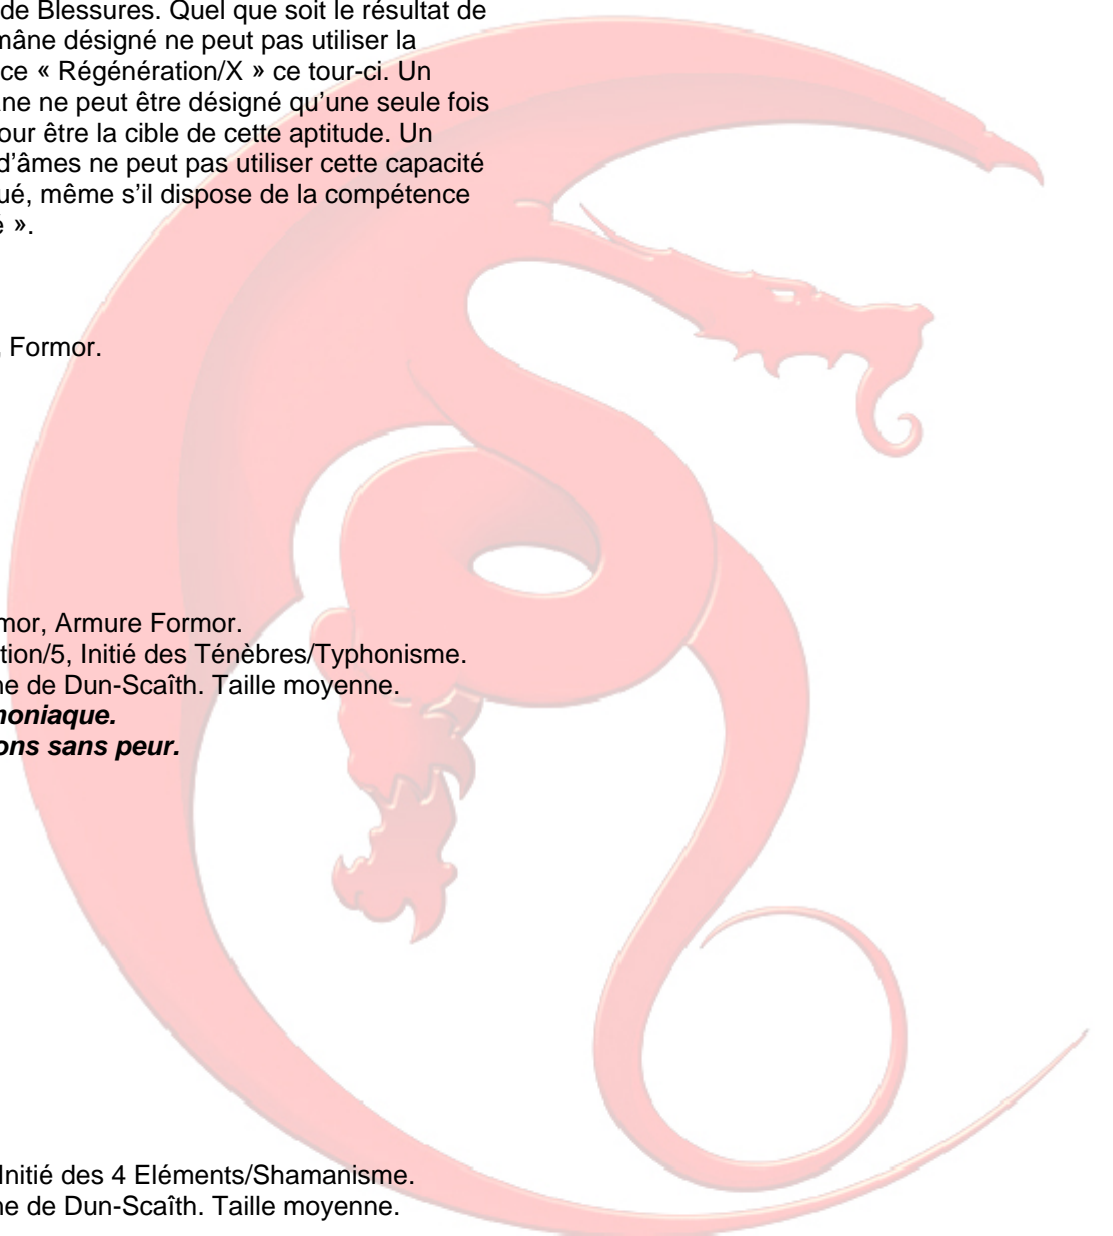 de Blessures. Quel que soit le résultat de
mâne désigné ne peut pas utiliser la
ce « Régénération/X » ce tour-ci. Un
ne ne peut être désigné qu'une seule fois
our être la cible de cette aptitude. Un
d'âmes ne peut pas utiliser cette capacité
ué, même s'il dispose de la compétence
é ».
Formor.
mor, Armure Formor.
tion/5, Initié des Ténèbres/Typhonisme.
ne de Dun-Scaîth. Taille moyenne.
moniaque.
ons sans peur.
Initié des 4 Eléments/Shamanisme.
ne de Dun-Scaîth. Taille moyenne.